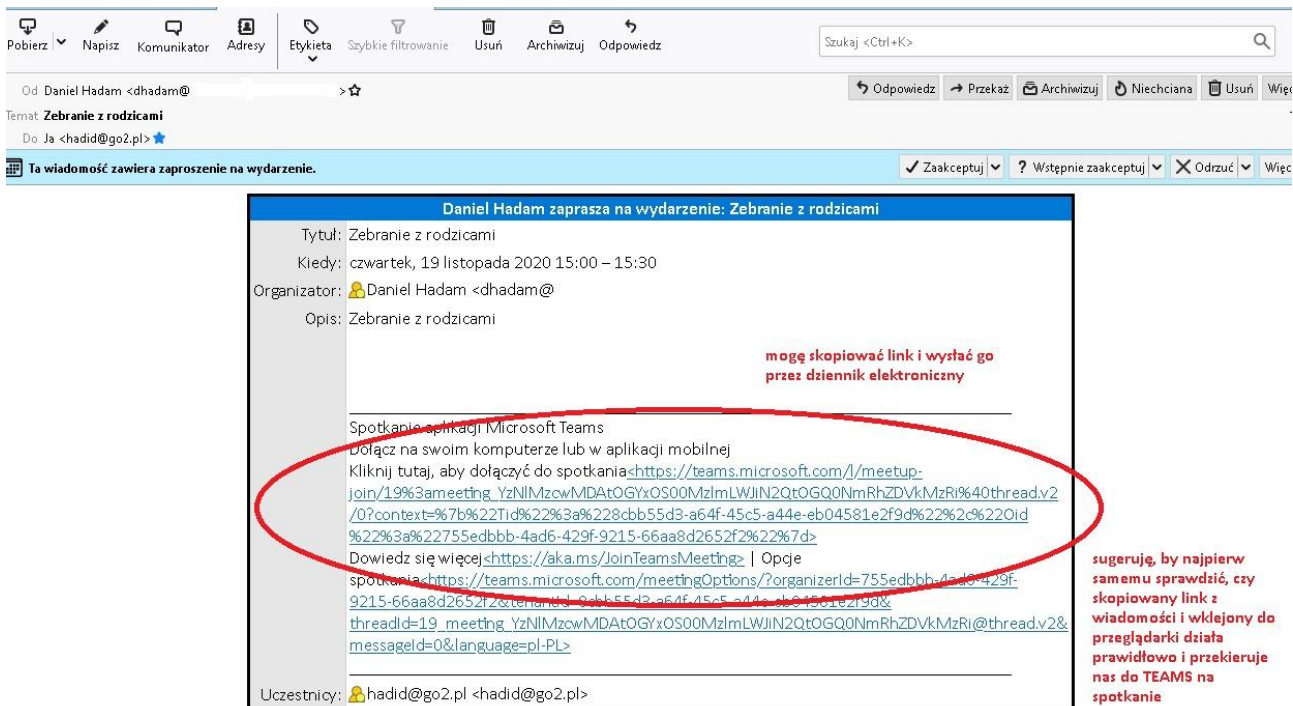 Pobierz Napisz Komunikator Adresy Etykieta Szybkie filtrowanie Usuń Archiwizuj Odpowiedz Szukaj <Ctrl+K>
Od Daniel Hadam <dhadam@ > Odpowiedz Przekaż Archiwizuj Niechciana Usuń Więc
Temat Zebranie z rodzicami
Do Ja <hadid@go2.pl>
Ta wiadomość zawiera zaproszenie na wydarzenie. Zaakceptuj ? Wstępnie zaakceptuj Odrzuć Więc
Daniel Hadam zaprasza na wydarzenie: Zebranie z rodzicami
Tytuł: Zebranie z rodzicami
Kiedy: czwartek, 19 listopada 2020 15:00 – 15:30
Organizator: Daniel Hadam <dhadam@
Opis: Zebranie z rodzicami
mogę skopiować link i wysłać go
przez dziennik elektroniczny
Spotkanie aplikacji Microsoft Teams
Dołącz na swoim komputerze lub w aplikacji mobilnej
Kliknij tutaj, aby dołączyć do spotkania<https://teams.microsoft.com/l/meetup-
join/19%3ameeting_YzNlMzcwMDAtOGYxOS00MzlmLWJiN2QtOGQ0NmRhZDVkMzRi%40thread.v2
/0?context=%7b%22Tid%22%3a%228cbb55d3-a64f-45c5-a44e-eb04581e2f9d%22%2c%22Oid
%22%3a%22755edbbb-4ad6-429f-9215-66aa8d2652f2%22%7d>
Dowiedz się więcej<https://aka.ms/JoinTeamsMeeting> | Opcje
spotkania<https://teams.microsoft.com/meetingOptions/?organizerId=755edbbb-4ad6-429f-
9215-66aa8d2652f2&tenantId=8cbb55d3-a64f-45c5-a44e-eb04581e2f9d&
threadId=19_meeting_YzNlMzcwMDAtOGYxOS00MzlmLWJiN2QtOGQ0NmRhZDVkMzRi@thread.v2&
messageId=0&language=pl-PL>
sugeruję, by najpierw
samemu sprawdzić, czy
skopiowany link z
wiadomości i wklejony do
przeglądarki działa
prawidłowo i przekieruje
nas do TEAMS na
spotkanie
Uczestnicy: hadid@go2.pl <hadid@go2.pl>